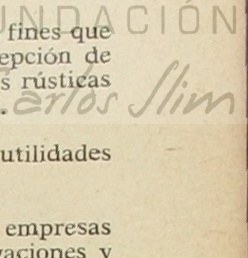 FUNDACIÓN
fines que
epción de
s rústicas
.
Carlos Slim
utilidades
empresas
vaciones y